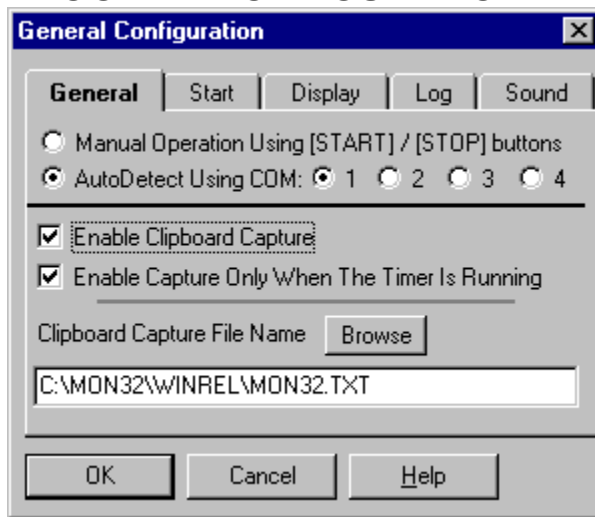 General Configuration
General Start Display Log Sound
Manual Operation Using [START] / [STOP] buttons
AutoDetect Using COM: 1 2 3 4
Enable Clipboard Capture
Enable Capture Only When The Timer Is Running
Clipboard Capture File Name Browse
C:\MON32\WINREL\MON32.TXT
OK Cancel Help